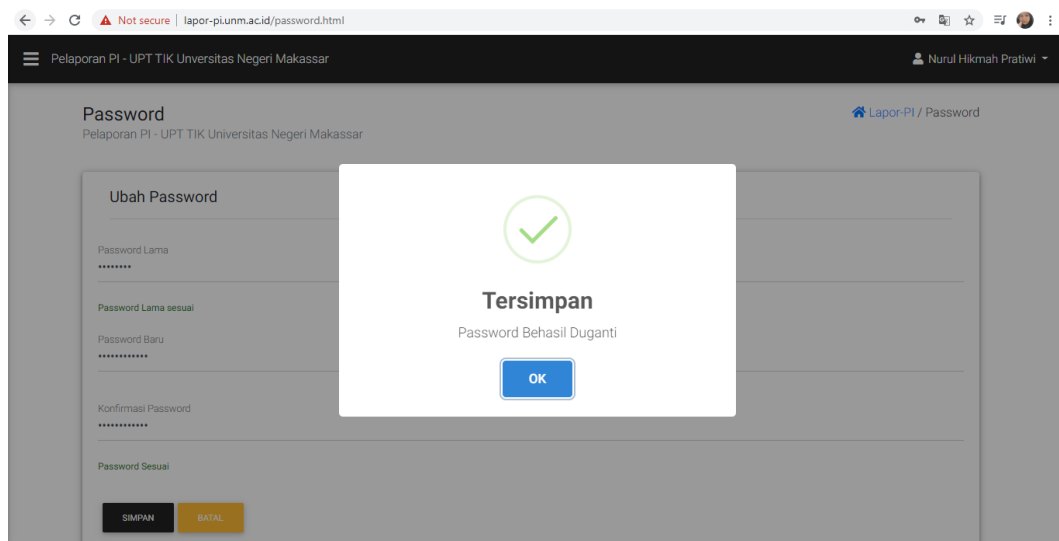 Not secure | lapor-pi.unm.ac.id/password.html
Pelaporan PI - UPT TIK Unversitas Negeri Makassar
Nurul Hikmah Pratiwi
Password
Lapor-PI / Password
Pelaporan PI - UPT TIK Universitas Negeri Makassar
Ubah Password
Password Lama
••••••••
Password Lama sesuai
Password Baru
••••••••••••
Konfirmasi Password
••••••••••••
Password Sesuai
SIMPAN
BATAL
Tersimpan
Password Behasil Duganti
OK